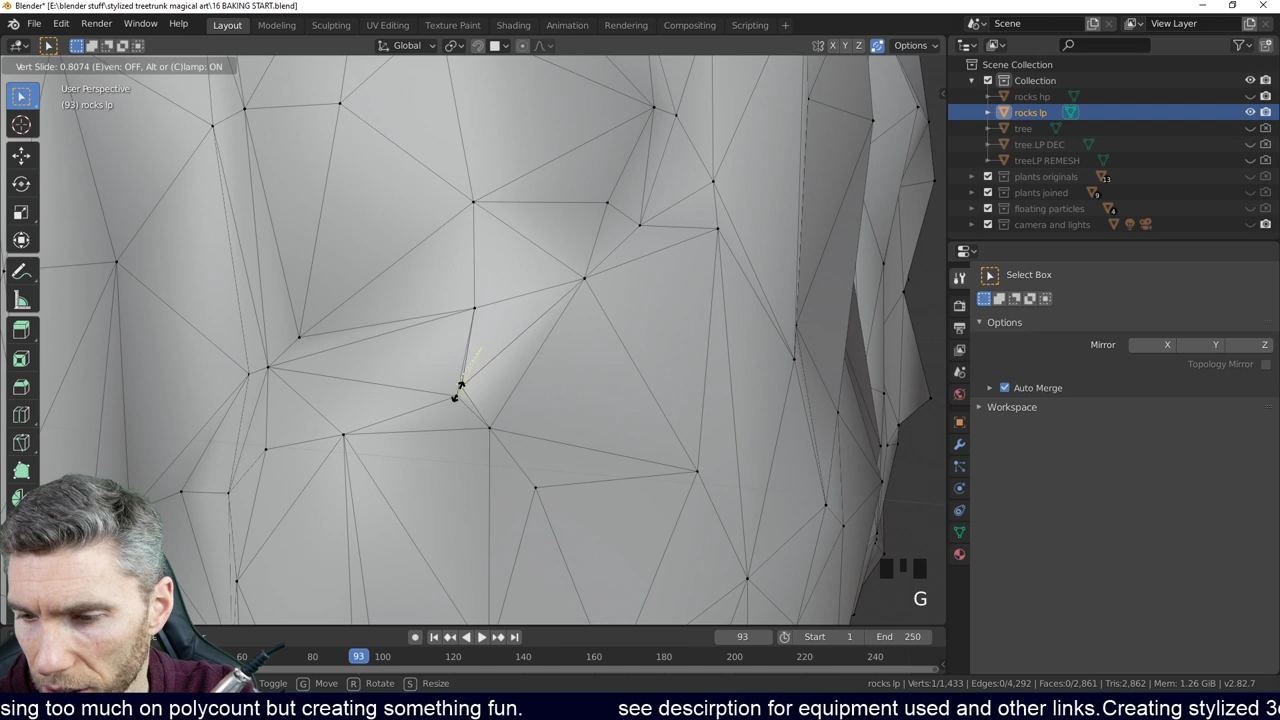 Blender* [E:\blender stuff\stylized treetrunk magical art\16 BAKING START.blend]
File Edit Render Window Help Layout Modeling Sculpting UV Editing Texture Paint Shading Animation Rendering Compositing Scripting + Scene View Layer
Global X Y Z Options
Vert Slide: 0.8074 (E)ven: OFF, Alt or (C)lamp: ON
User Perspective
(93) rocks lp
Scene Collection
Collection
rocks hp
rocks lp
tree
tree.LP DEC
treeLP REMESH
plants originals 13
plants joined 9
floating particles 4
camera and lights
Select Box
Options
Mirror X Y Z
Topology Mirror
Auto Merge
Workspace
G
93 Start 1 End 250
60 80 93 100 120 140 160 180 200 220 240
Toggle G Move R Rotate S Resize rocks lp | Verts:1/1,433 | Edges:0/4,292 | Faces:0/2,861 | Tris:2,862 | Mem: 1.26 GiB | v2.82.7
sing too much on polycount but creating something fun. see descirption for equipment used and other links.Creating stylized 3d